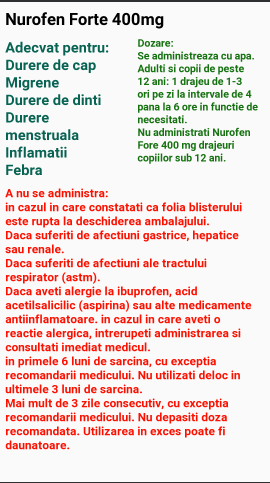 Nurofen Forte 400mg
Adecvat pentru:
Durere de cap
Migrene
Durere de dinti
Durere
menstruala
Inflamatii
Febra
Dozare:
Se administreaza cu apa.
Adulti si copii de peste
12 ani: 1 drajeu de 1-3
ori pe zi la intervale de 4
pana la 6 ore in functie de
necesitati.
Nu administrati Nurofen
Fore 400 mg drajeuri
copiilor sub 12 ani.
A nu se administra:
in cazul in care constatati ca folia blisterului
este rupta la deschiderea ambalajului.
Daca suferiti de afectiuni gastrice, hepatice
sau renale.
Daca suferiti de afectiuni ale tractului
respirator (astm).
Daca aveti alergie la ibuprofen, acid
acetilsalicilic (aspirina) sau alte medicamente
antiinflamatoare. in cazul in care aveti o
reactie alergica, intrerupeti administrarea si
consultati imediat medicul.
in primele 6 luni de sarcina, cu exceptia
recomandarii medicului. Nu utilizati deloc in
ultimele 3 luni de sarcina.
Mai mult de 3 zile consecutiv, cu exceptia
recomandarii medicului. Nu depasiti doza
recomandata. Utilizarea in exces poate fi
daunatoare.